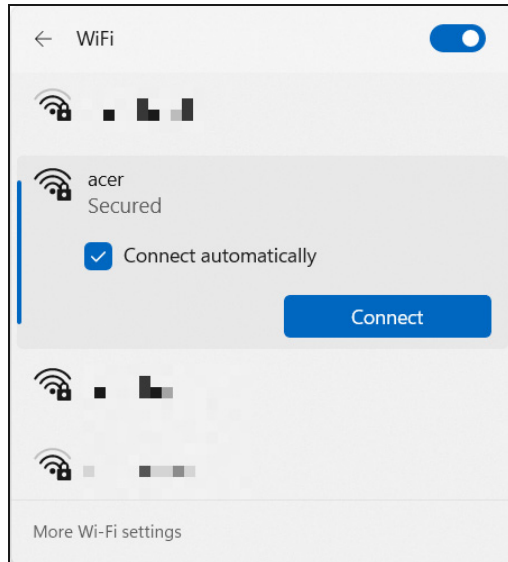 WiFi
acer
Secured
Connect automatically
Connect
More Wi-Fi settings